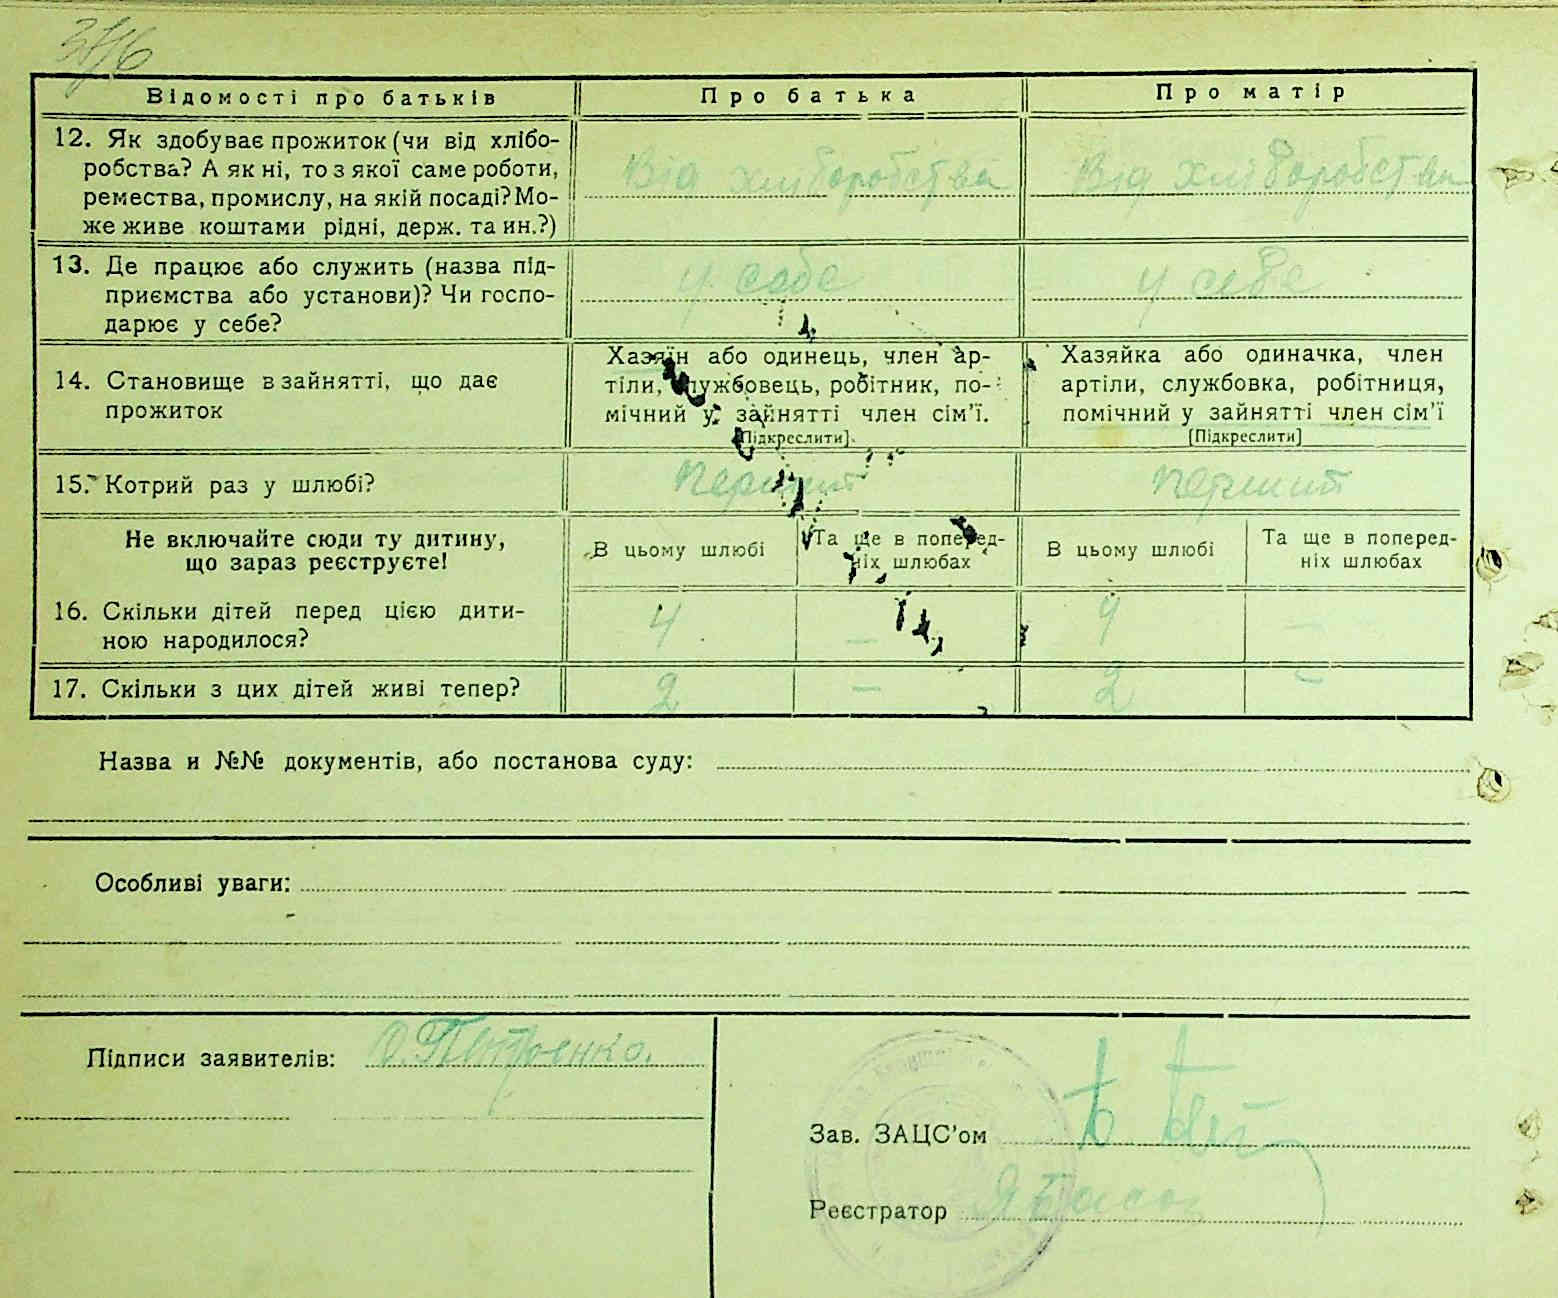 376
Відомості про батьків
Про батька
Про матір
12. Як здобуває прожиток (чи від хлібо-
робства? А як ні, то з якої саме роботи,
ремества, промислу, на якій посаді? Мо-
же живе коштами рідні, держ. та ин.?)
Від хліборобства
Від хліборобства
13. Де працює або служить (назва під-
приємства або установи)? Чи госпо-
дарює у себе?
у себе
у себе
14. Становище в зайнятті, що дає
прожиток
Хазяїн або одинець, член ар-
тіли, службовець, робітник, по-
мічний у зайнятті член сім'ї.
[Підкреслити].
Хазяйка або одиначка, член
артіли, службовка, робітниця,
помічний у зайнятті член сім'ї
[Підкреслити]
15. Котрий раз у шлюбі?
перший
перший
Не включайте сюди ту дитину,
що зараз реєструєте!
В цьому шлюбі
Та ще в поперед-
ніх шлюбах
В цьому шлюбі
Та ще в поперед-
ніх шлюбах
16. Скільки дітей перед цією дити-
ною народилося?
4
—
4
—
17. Скільки з цих дітей живі тепер?
2
—
2
—
Назва и №№ документів, або постанова суду:
Особливі уваги:
Підписи заявителів:
О. Петренко.
Зав. ЗАЦС'ом
Реєстратор